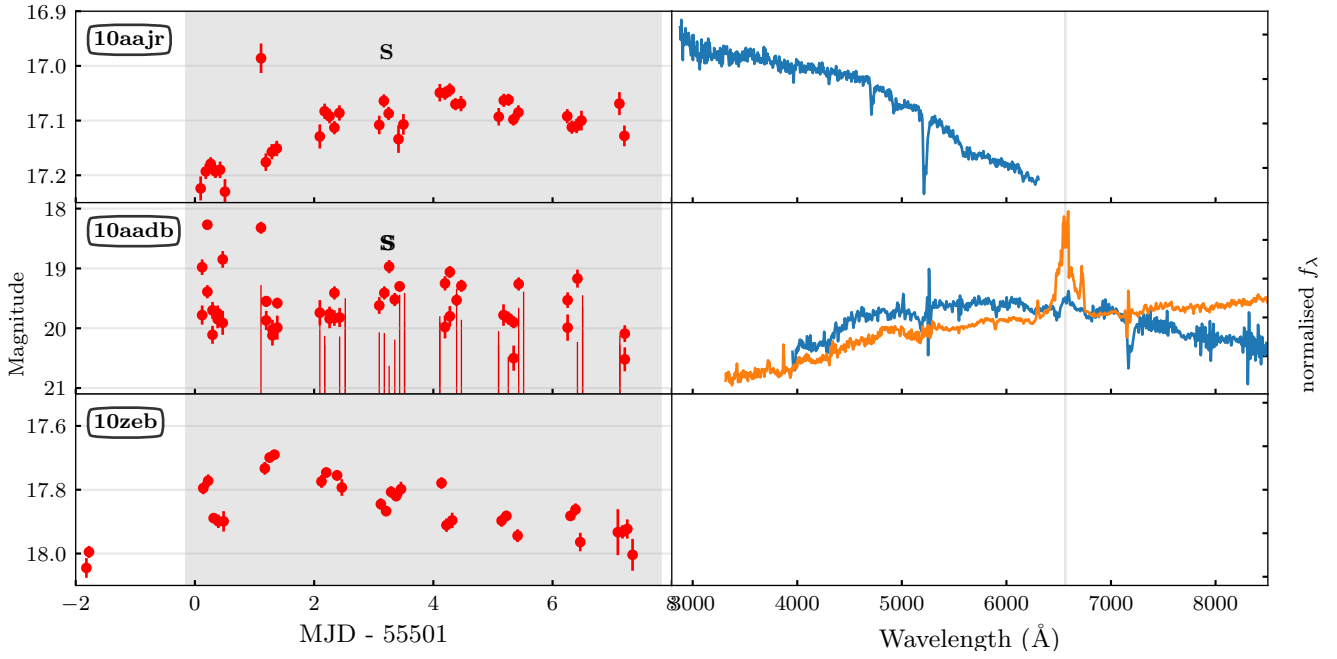 16.9
10aajr
S
17.0
17.1
17.2
18
10aadb
S
19
20
21
Magnitude
normalised f_λ
10zeb
17.6
17.8
18.0
−2 0 2 4 6 8
3000 4000 5000 6000 7000 8000
MJD - 55501
Wavelength (Å)